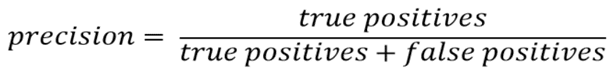 precision = true positives / true positives + false positives